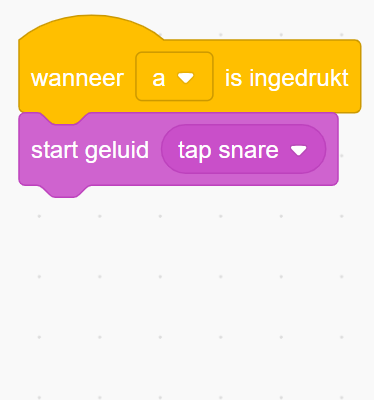 wanneer a is ingedrukt
start geluid tap snare